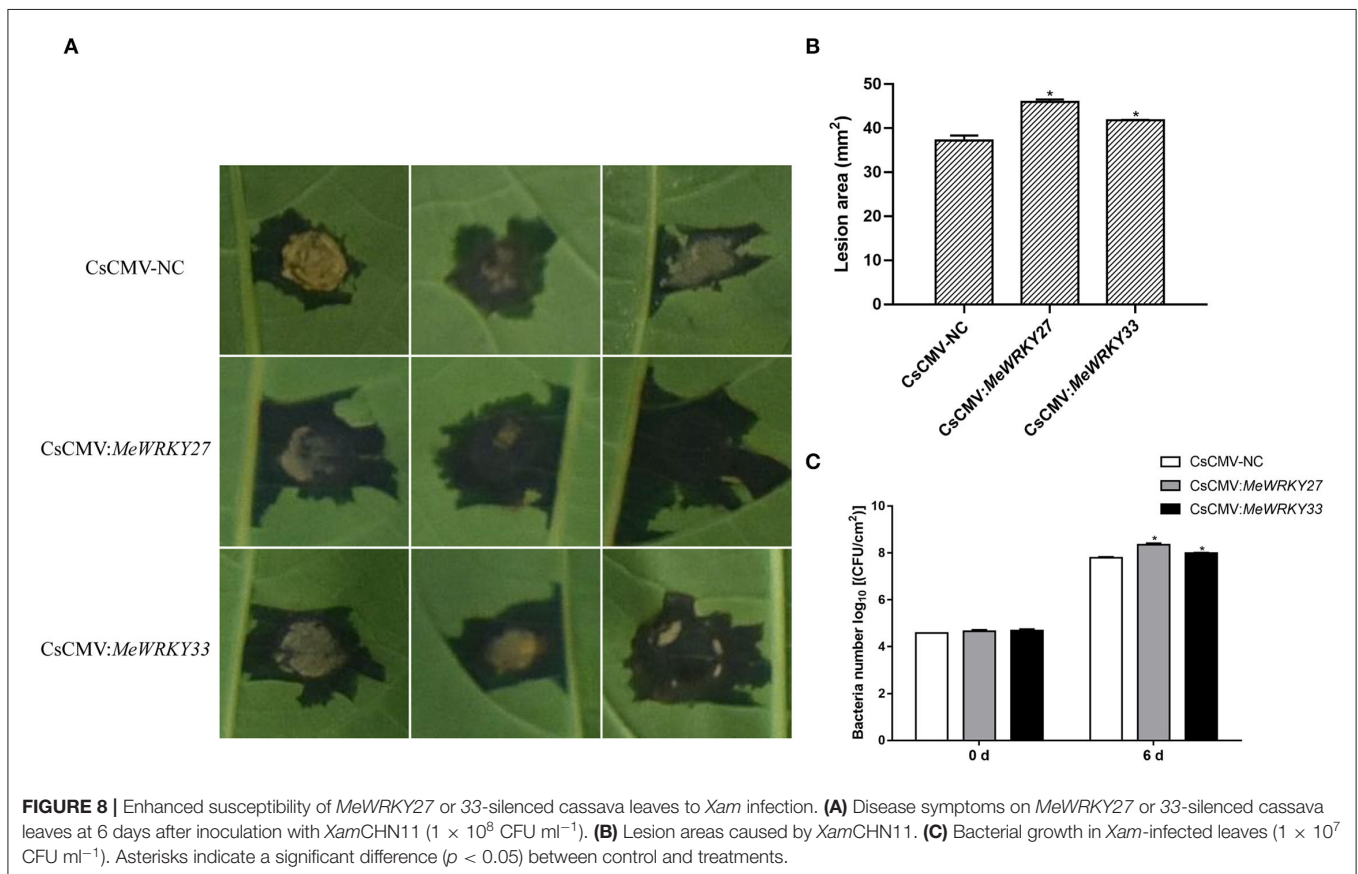 A
CsCMV-NC
CsCMV:MeWRKY27
CsCMV:MeWRKY33
B
Lesion area (mm²)
50
40
30
20
10
0
*
*
CsCMV-NC
CsCMV:MeWRKY27
CsCMV:MeWRKY33
C
CsCMV-NC
CsCMV:MeWRKY27
CsCMV:MeWRKY33
Bacteria number log₁₀ [(CFU/cm²)]
10
8
6
4
2
0
*
*
0 d
6 d
FIGURE 8 | Enhanced susceptibility of MeWRKY27 or 33-silenced cassava leaves to Xam infection. (A) Disease symptoms on MeWRKY27 or 33-silenced cassava
leaves at 6 days after inoculation with XamCHN11 (1 × 10⁸ CFU ml⁻¹). (B) Lesion areas caused by XamCHN11. (C) Bacterial growth in Xam-infected leaves (1 × 10⁷
CFU ml⁻¹). Asterisks indicate a significant difference (p < 0.05) between control and treatments.